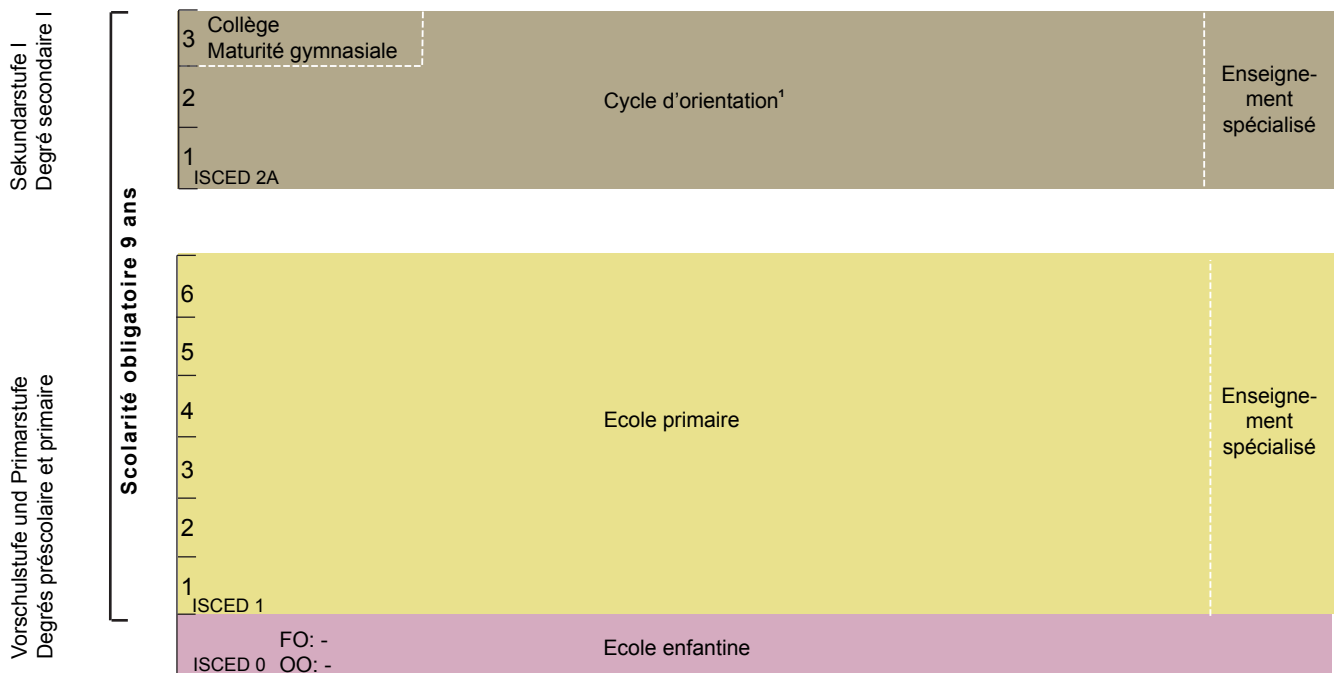 Sekundarstufe I
Degré secondaire I
Scolarité obligatoire 9 ans
3
Collège
Maturité gymnasiale
2
Cycle d'orientation¹
1
ISCED 2A
Enseigne-
ment
spécialisé
Vorschulstufe und Primarstufe
Degrés préscolaire et primaire
6
5
4
Ecole primaire
3
2
1
ISCED 1
Enseigne-
ment
spécialisé
FO: -
ISCED 0 OO: -
Ecole enfantine